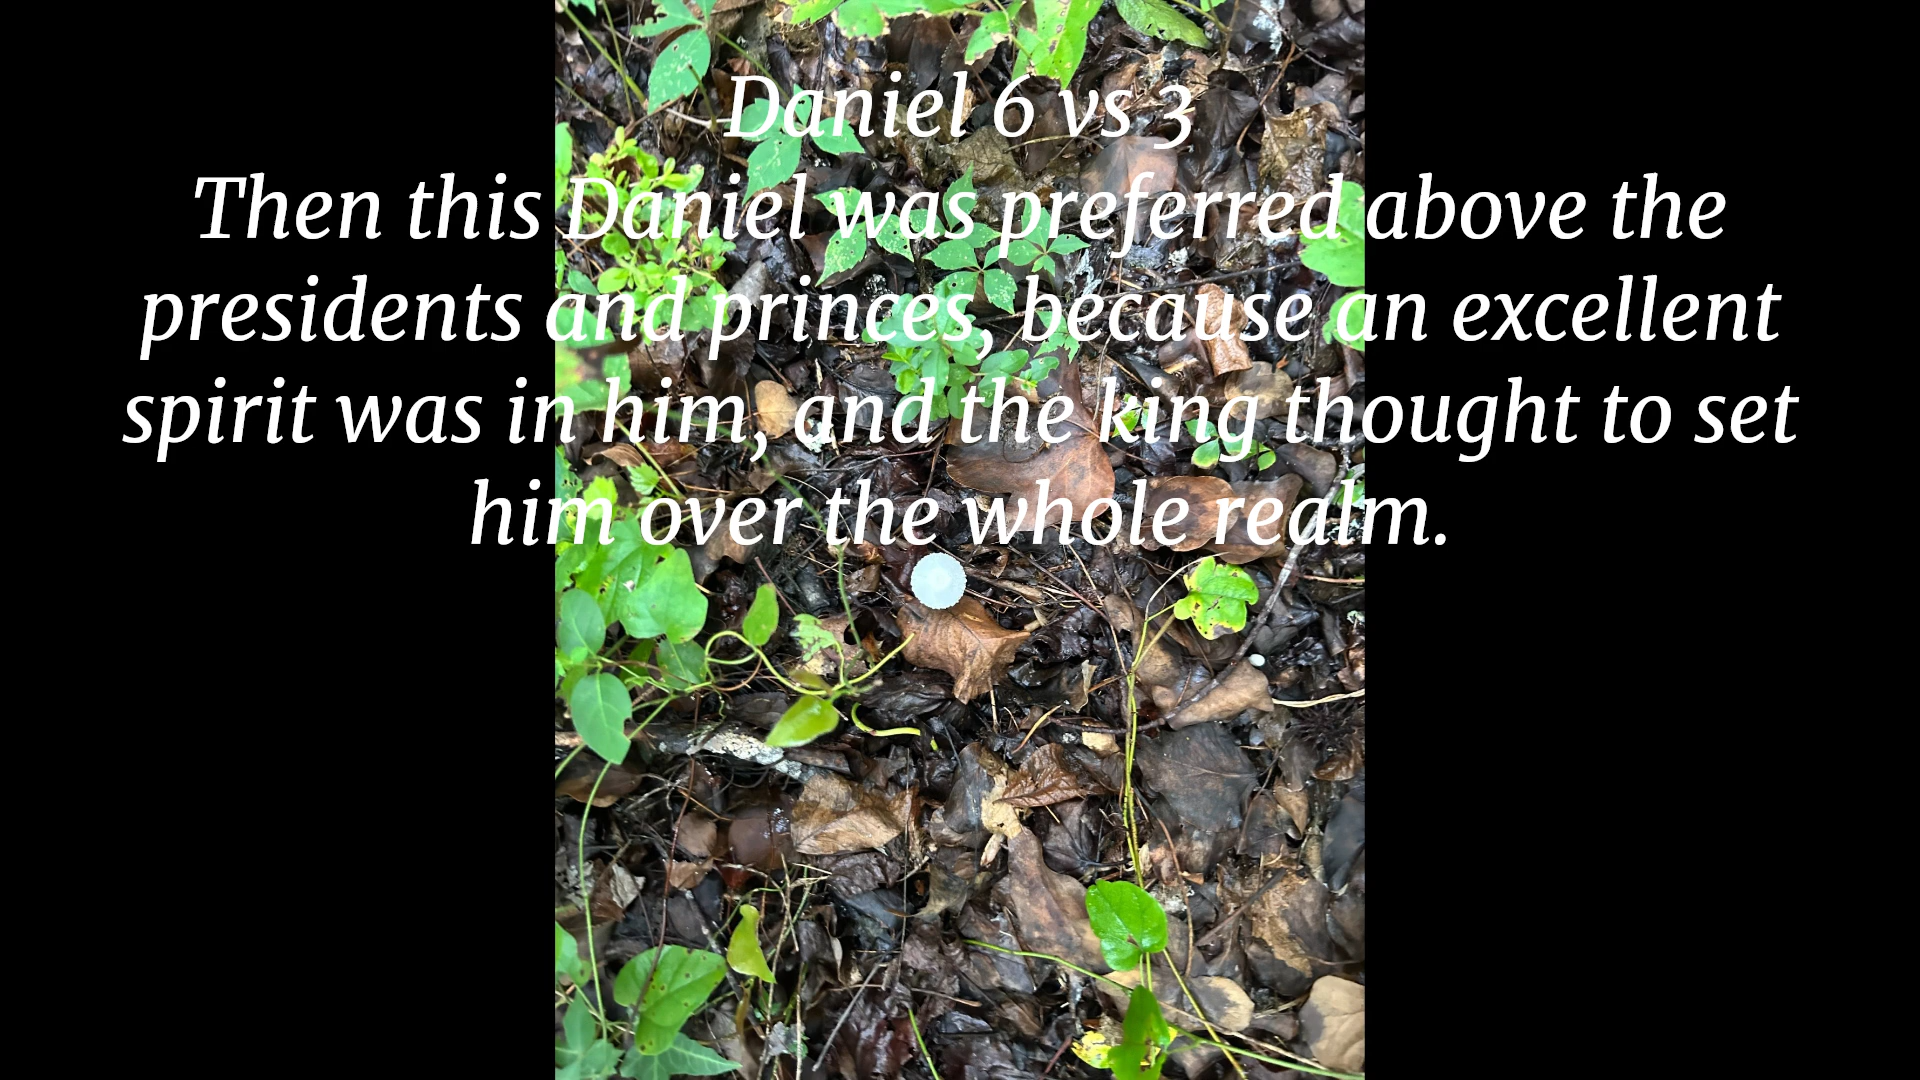 Daniel 6 vs 3
Then this Daniel was preferred above the
presidents and princes, because an excellent
spirit was in him, and the king thought to set
him over the whole realm.